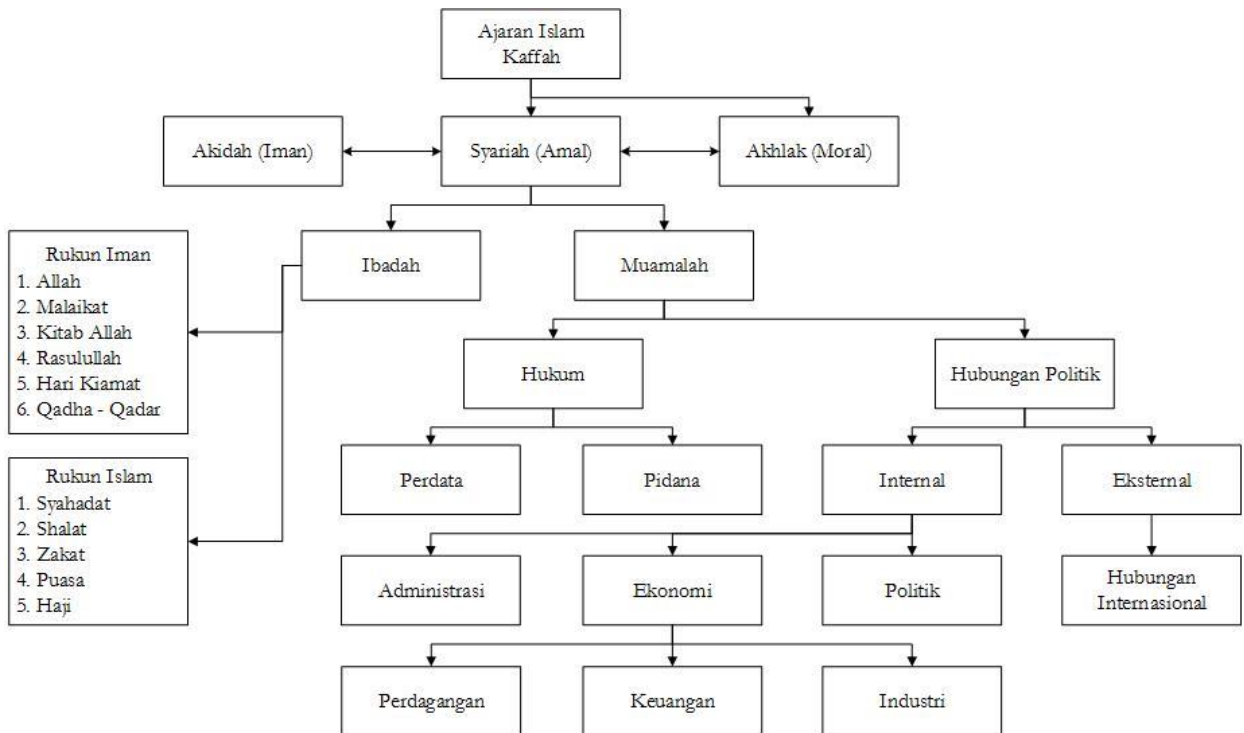 Ajaran Islam
Kaffah
Akidah (Iman)
Syariah (Amal)
Akhlak (Moral)
Rukun Iman
1. Allah
2. Malaikat
3. Kitab Allah
4. Rasulullah
5. Hari Kiamat
6. Qadha - Qadar
Ibadah
Muamalah
Hukum
Hubungan Politik
Rukun Islam
1. Syahadat
2. Shalat
3. Zakat
4. Puasa
5. Haji
Perdata
Pidana
Internal
Eksternal
Administrasi
Ekonomi
Politik
Hubungan
Internasional
Perdagangan
Keuangan
Industri